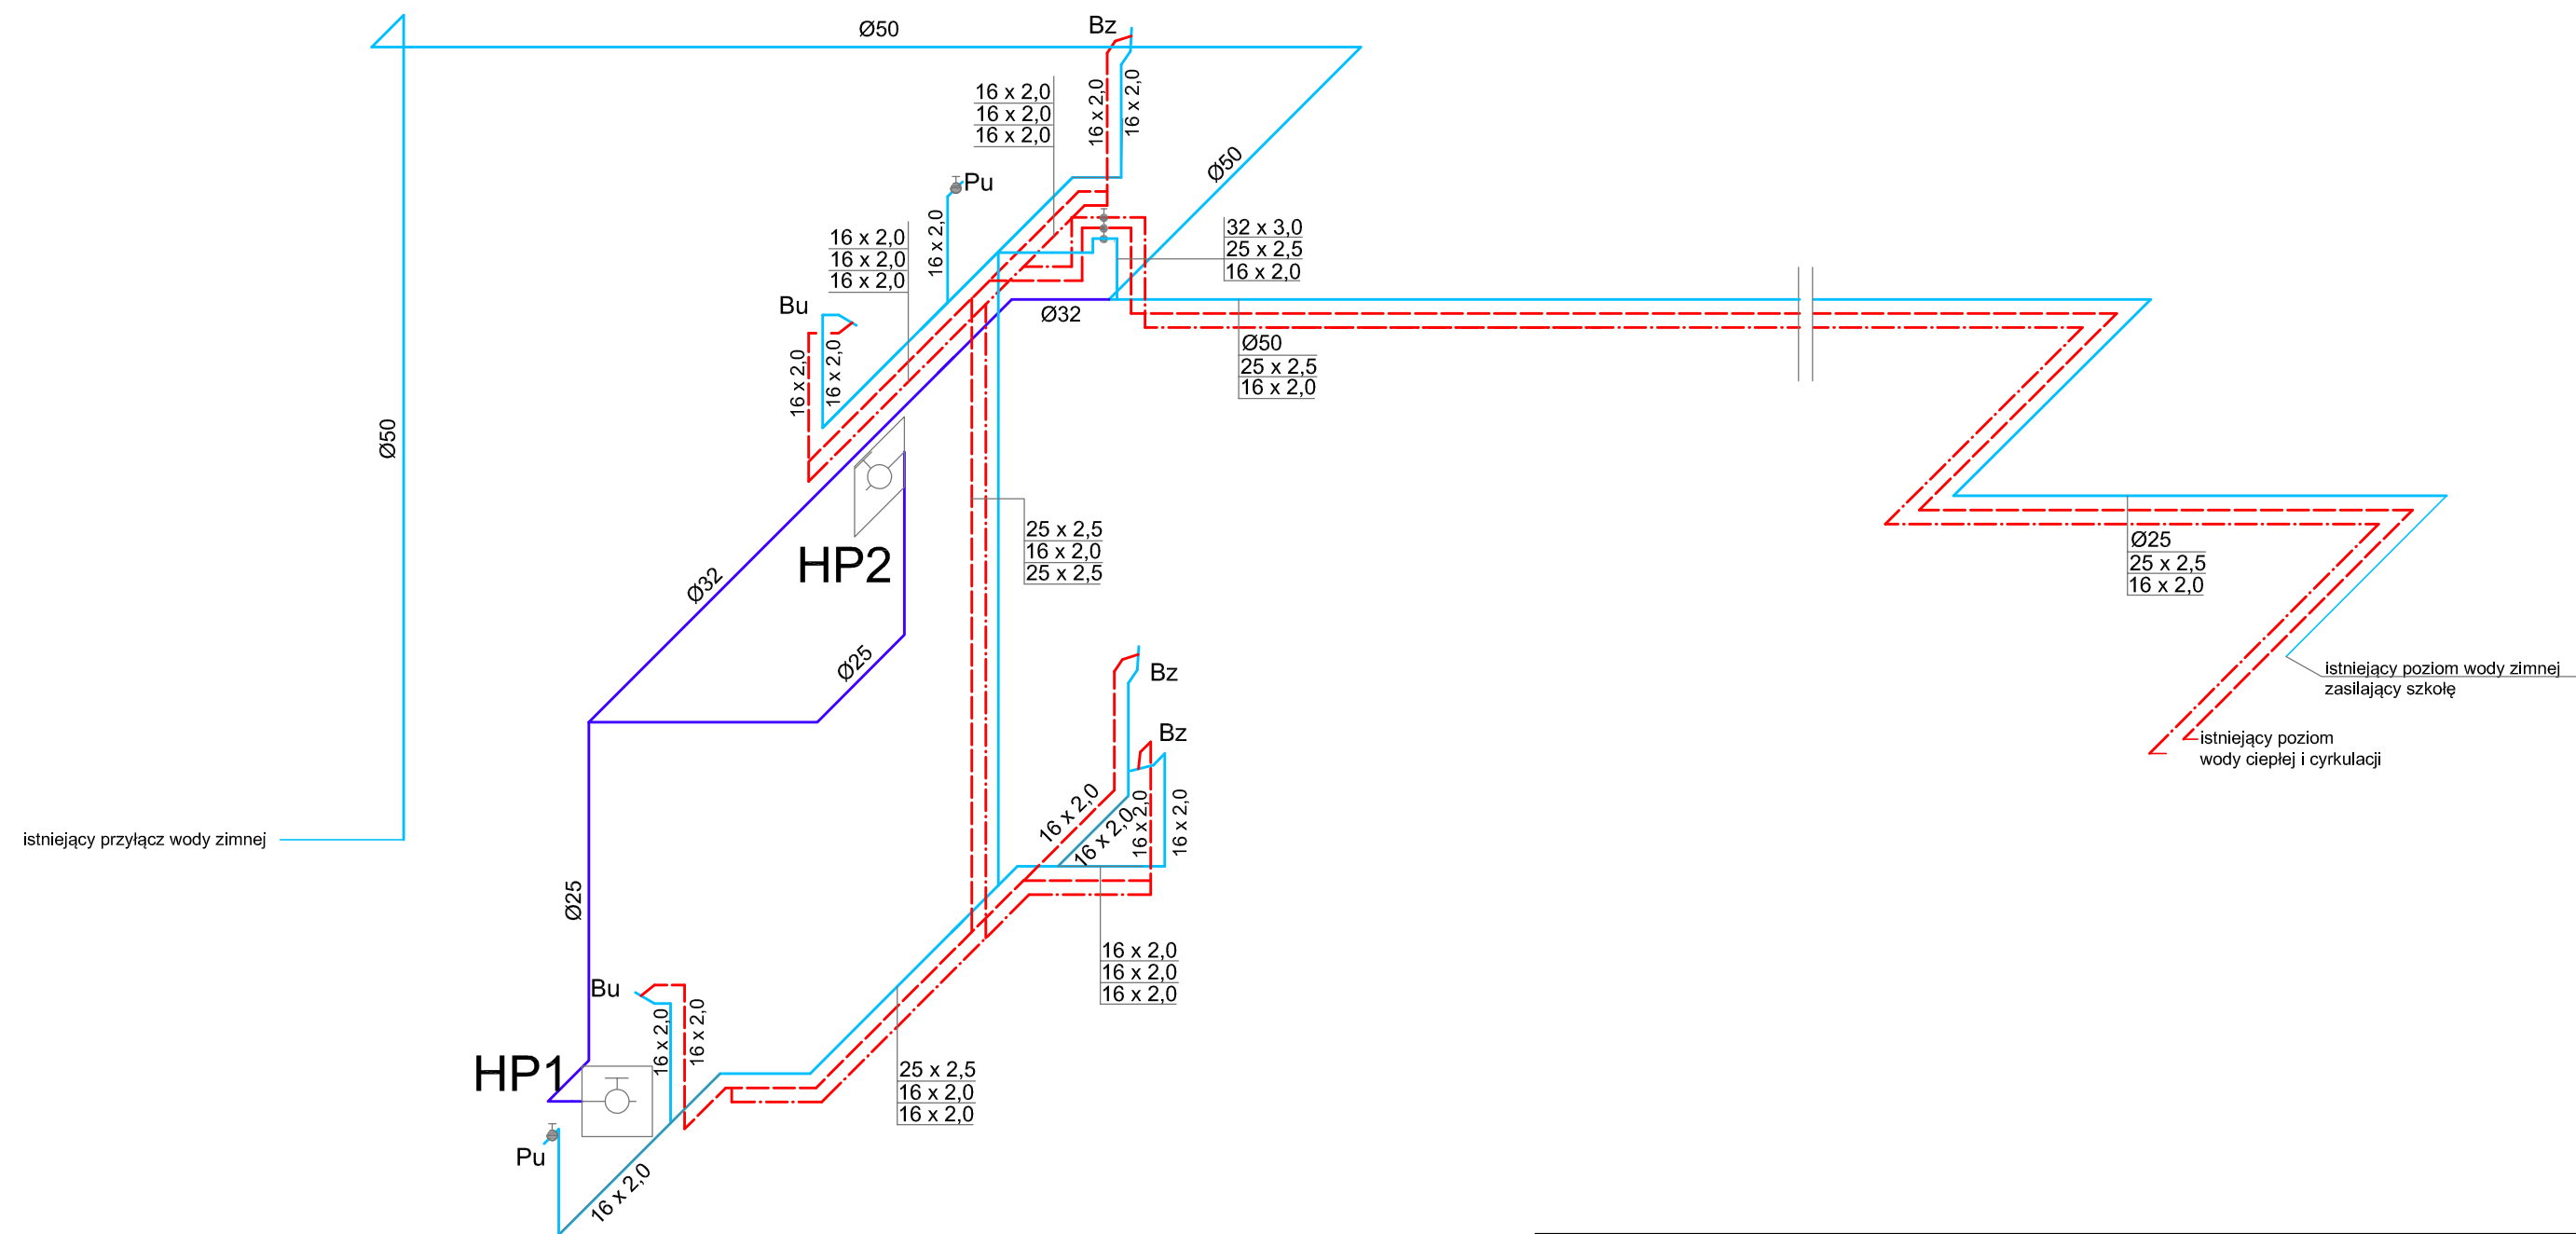 Ø50
Bz
16 x 2,0
16 x 2,0
16 x 2,0
16 x 2,0
16 x 2,0
Ø50
Pu
16 x 2,0
16 x 2,0
16 x 2,0
16 x 2,0
32 x 3,0
25 x 2,5
16 x 2,0
Bu
Ø32
16 x 2,0
16 x 2,0
Ø50
25 x 2,5
16 x 2,0
Ø50
25 x 2,5
16 x 2,0
25 x 2,5
HP2
Ø32
Ø25
25 x 2,5
16 x 2,0
Ø25
Bz
istniejący poziom wody zimnej
zasilający szkołę
Bz
istniejący poziom
wody ciepłej i cyrkulacji
16 x 2,0
16 x 2,0
16 x 2,0
16 x 2,0
istniejący przyłącz wody zimnej
Ø25
16 x 2,0
16 x 2,0
16 x 2,0
Bu
16 x 2,0
16 x 2,0
HP1
25 x 2,5
16 x 2,0
16 x 2,0
Pu
16 x 2,0